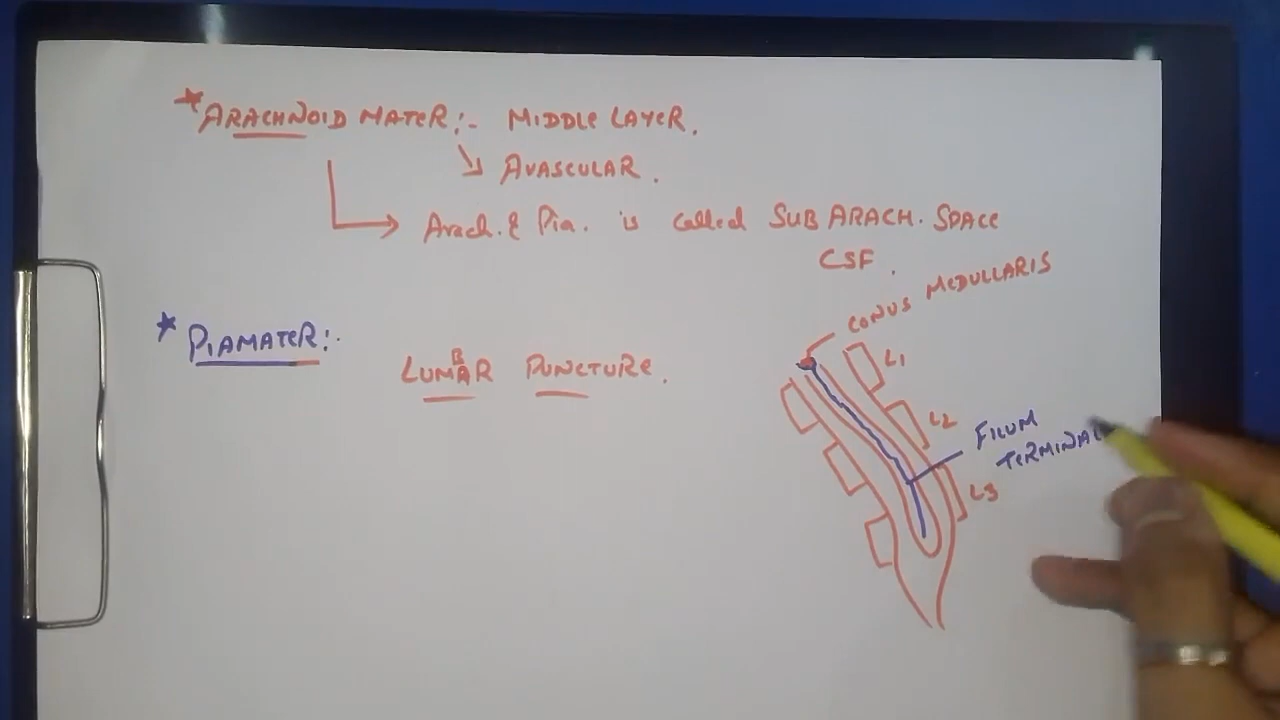 *ARACHNOID MATER:- MIDDLE LAYER.
↘ AVASCULAR.
→ Arach. & Pia. is called SUB ARACH. SPACE
CSF.
CONUS MEDULLARIS
* PIAMATER:-
LUMBAR PUNCTURE.
L1
L2
FILUM
TERMINAL
L3